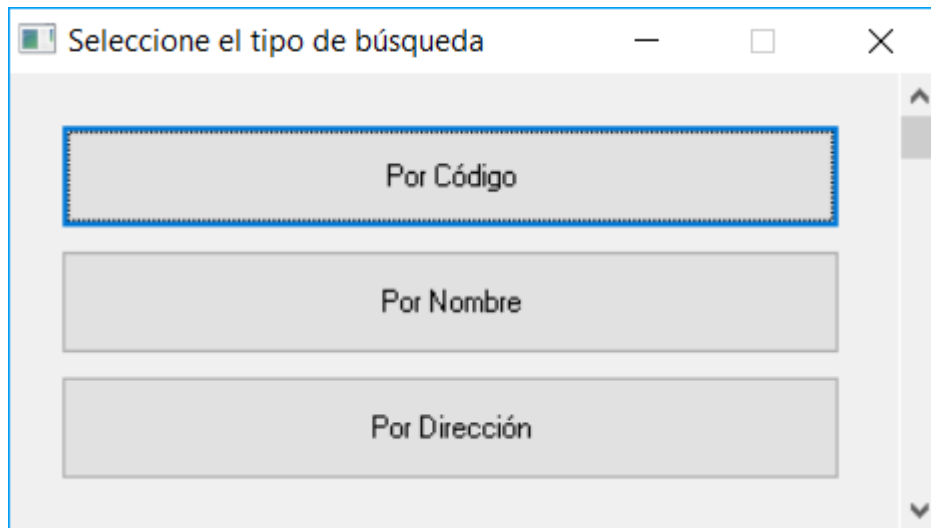 Seleccione el tipo de búsqueda
Por Código
Por Nombre
Por Dirección